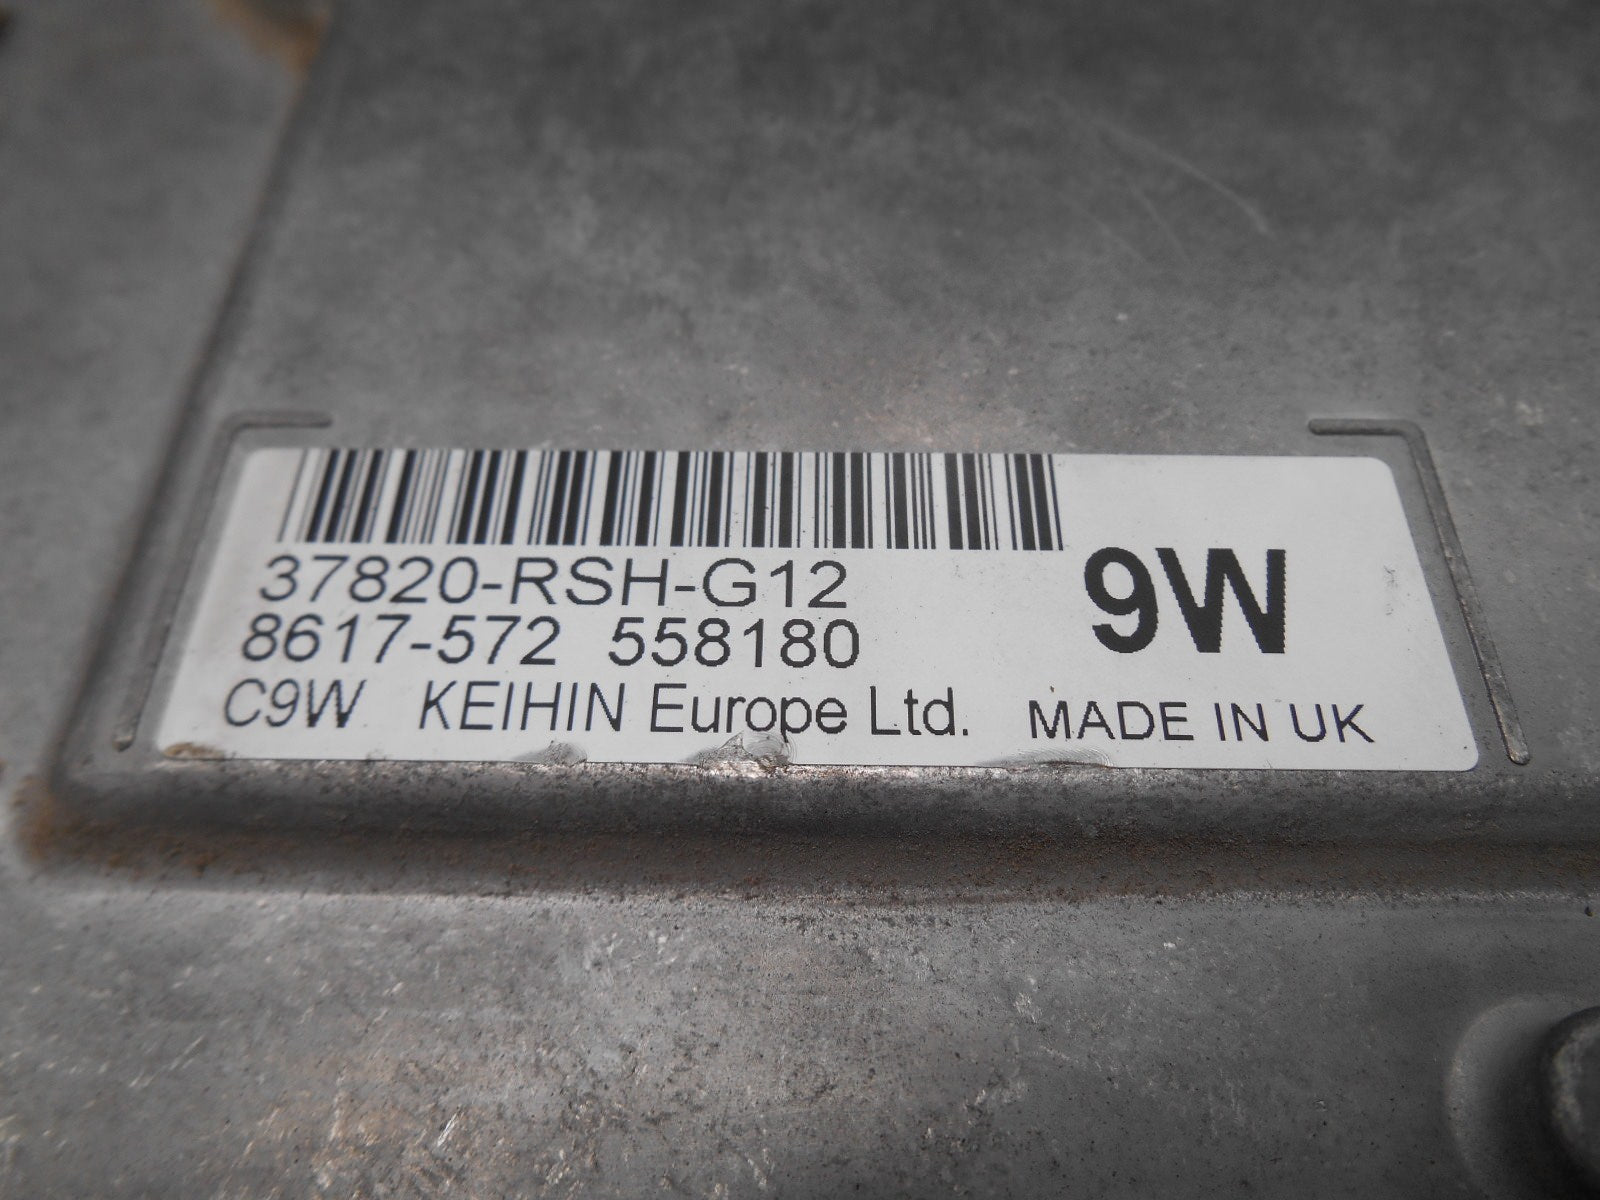 37820-RSH-G12
8617-572 558180
9W
C9W KEIHIN Europe Ltd. MADE IN UK